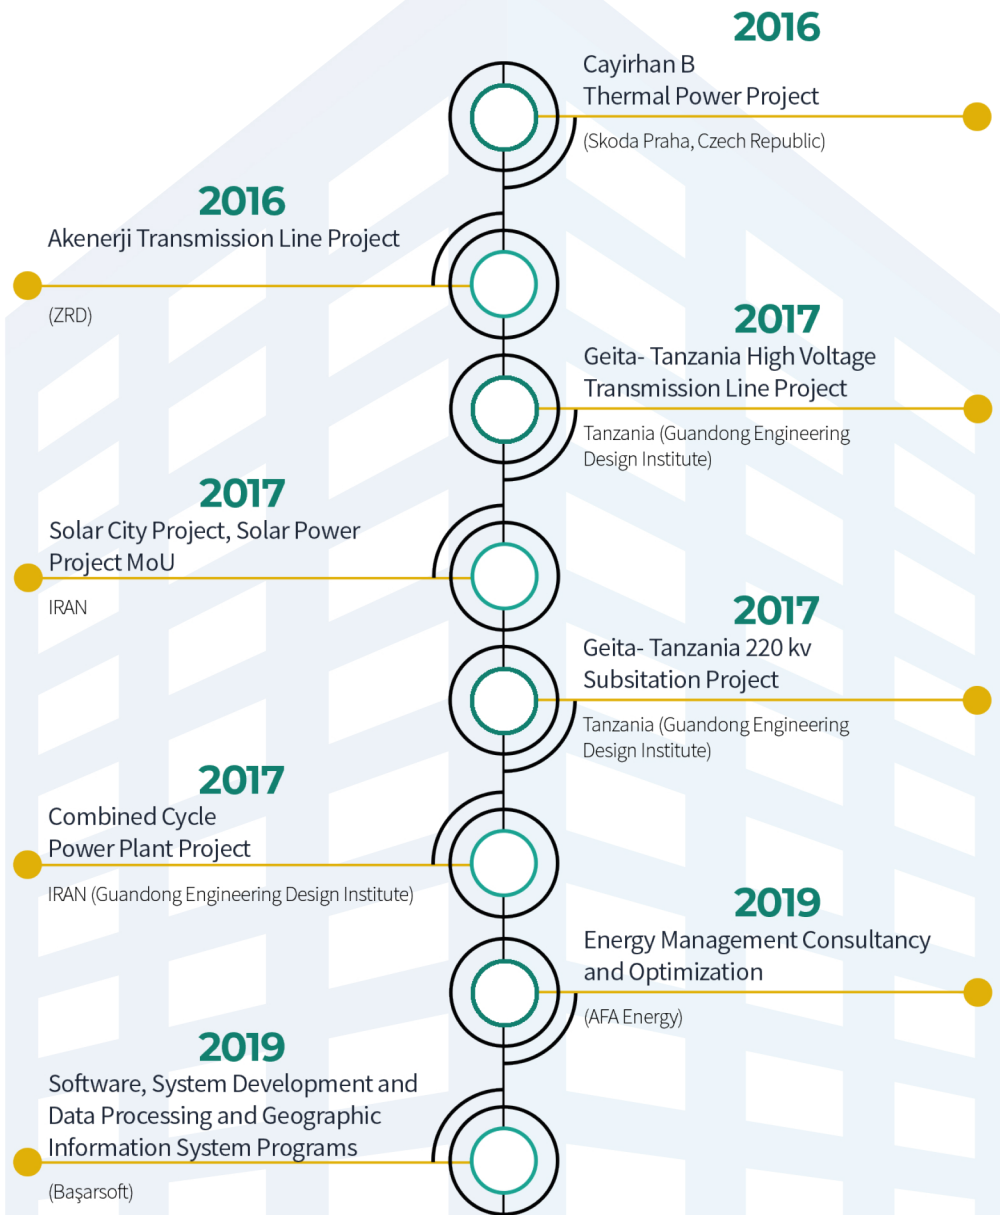 2016
Cayirhan B
Thermal Power Project
(Skoda Praha, Czech Republic)
2016
Akenerji Transmission Line Project
(ZRD)
2017
Geita- Tanzania High Voltage
Transmission Line Project
Tanzania (Guandong Engineering
Design Institute)
2017
Solar City Project, Solar Power
Project MoU
IRAN
2017
Geita- Tanzania 220 kv
Subsitation Project
Tanzania (Guandong Engineering
Design Institute)
2017
Combined Cycle
Power Plant Project
IRAN (Guandong Engineering Design Institute)
2019
Energy Management Consultancy
and Optimization
(AFA Energy)
2019
Software, System Development and
Data Processing and Geographic
Information System Programs
(Başarsoft)